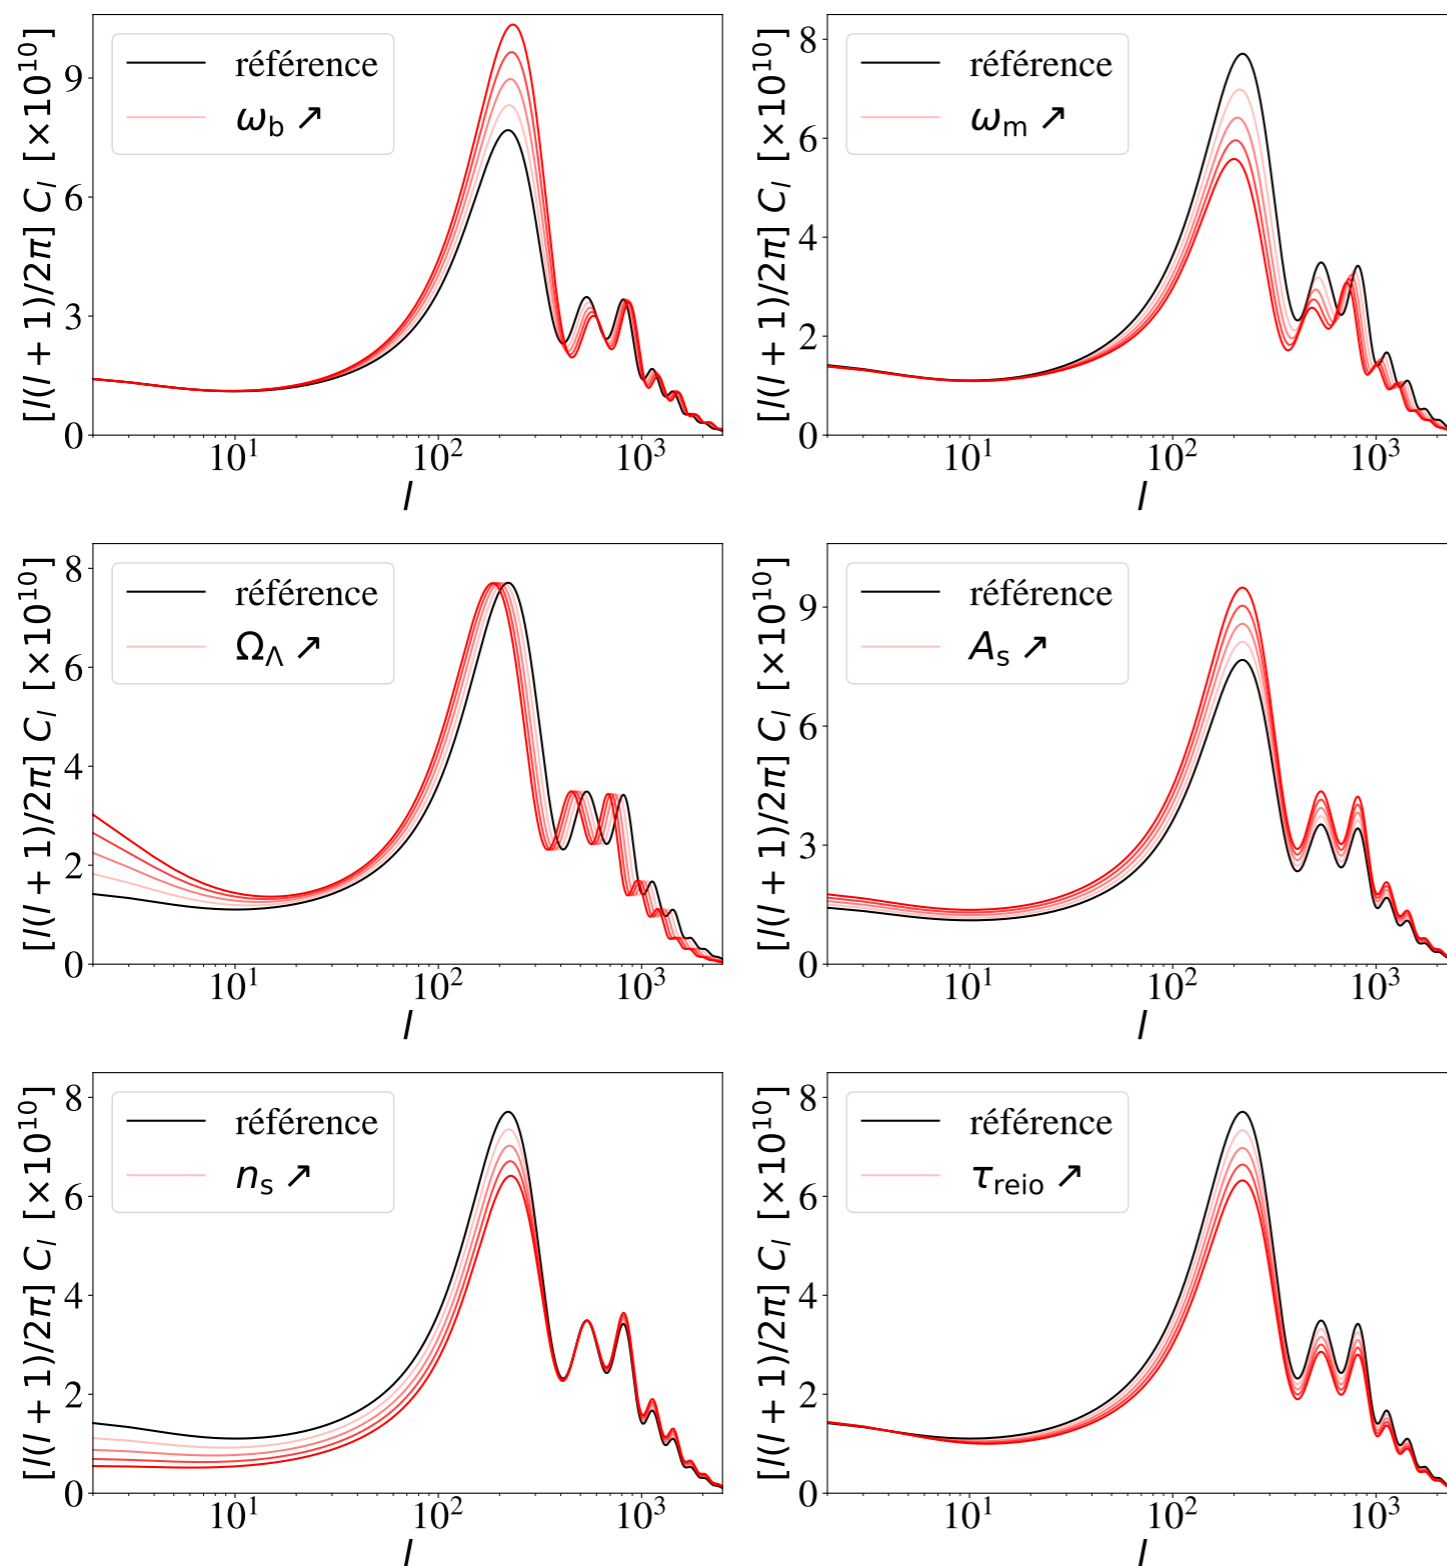 [l(l + 1)/2π] C_l [×10^10]
9
6
3
0
référence
ω_b ↗
10^1 10^2 10^3
l
[l(l + 1)/2π] C_l [×10^10]
8
6
4
2
0
référence
ω_m ↗
10^1 10^2 10^3
l
[l(l + 1)/2π] C_l [×10^10]
8
6
4
2
0
référence
Ω_Λ ↗
10^1 10^2 10^3
l
[l(l + 1)/2π] C_l [×10^10]
9
6
3
0
référence
A_s ↗
10^1 10^2 10^3
l
[l(l + 1)/2π] C_l [×10^10]
8
6
4
2
0
référence
n_s ↗
10^1 10^2 10^3
l
[l(l + 1)/2π] C_l [×10^10]
8
6
4
2
0
référence
τ_reio ↗
10^1 10^2 10^3
l